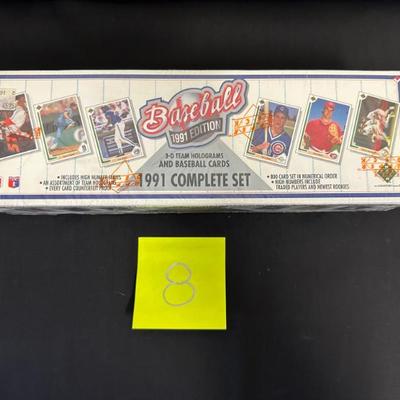 Baseball
1991 EDITION
3-D TEAM HOLOGRAMS
AND BASEBALL CARDS
1991 COMPLETE SET
• INCLUDES HIGH NUMBER SERIES
• AN ASSORTMENT OF TEAM HOLOGRAMS
• EVERY CARD COUNTERFEIT PROOF
• 800 CARD SET IN NUMERICAL ORDER
• HIGH NUMBERS INCLUDE
TRADED PLAYERS AND NEWEST ROOKIES
8